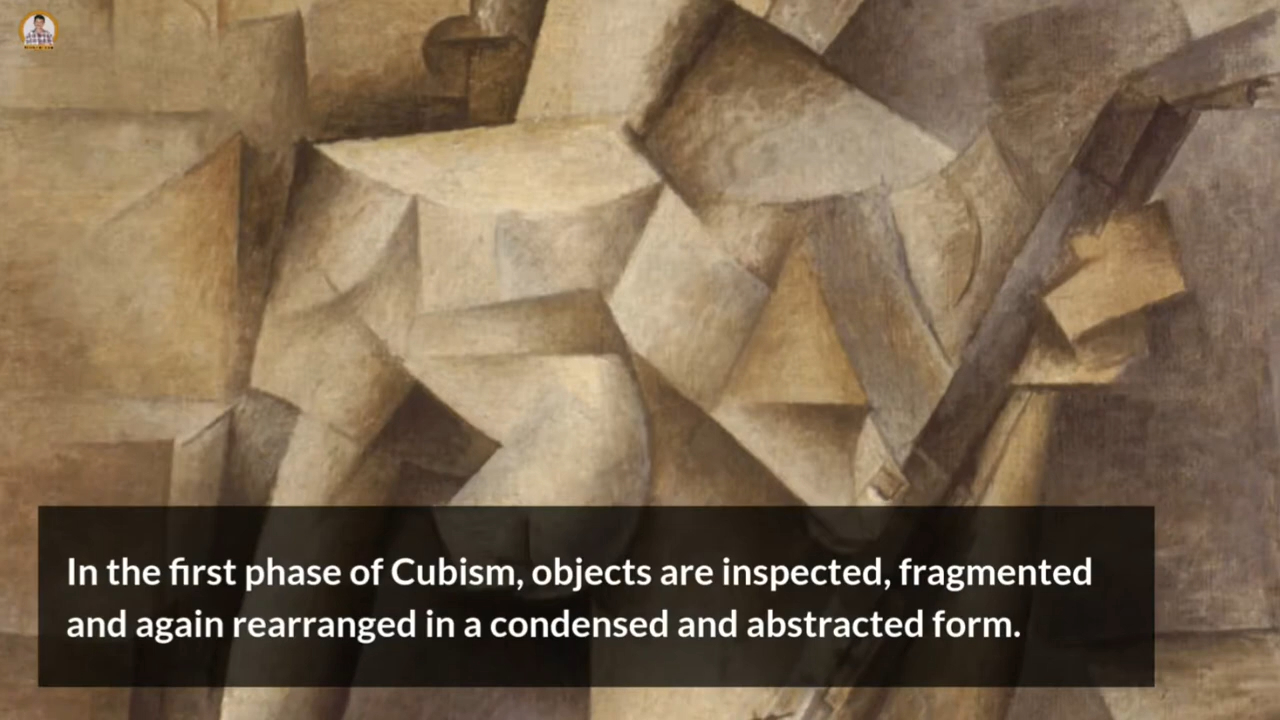 In the first phase of Cubism, objects are inspected, fragmented
and again rearranged in a condensed and abstracted form.